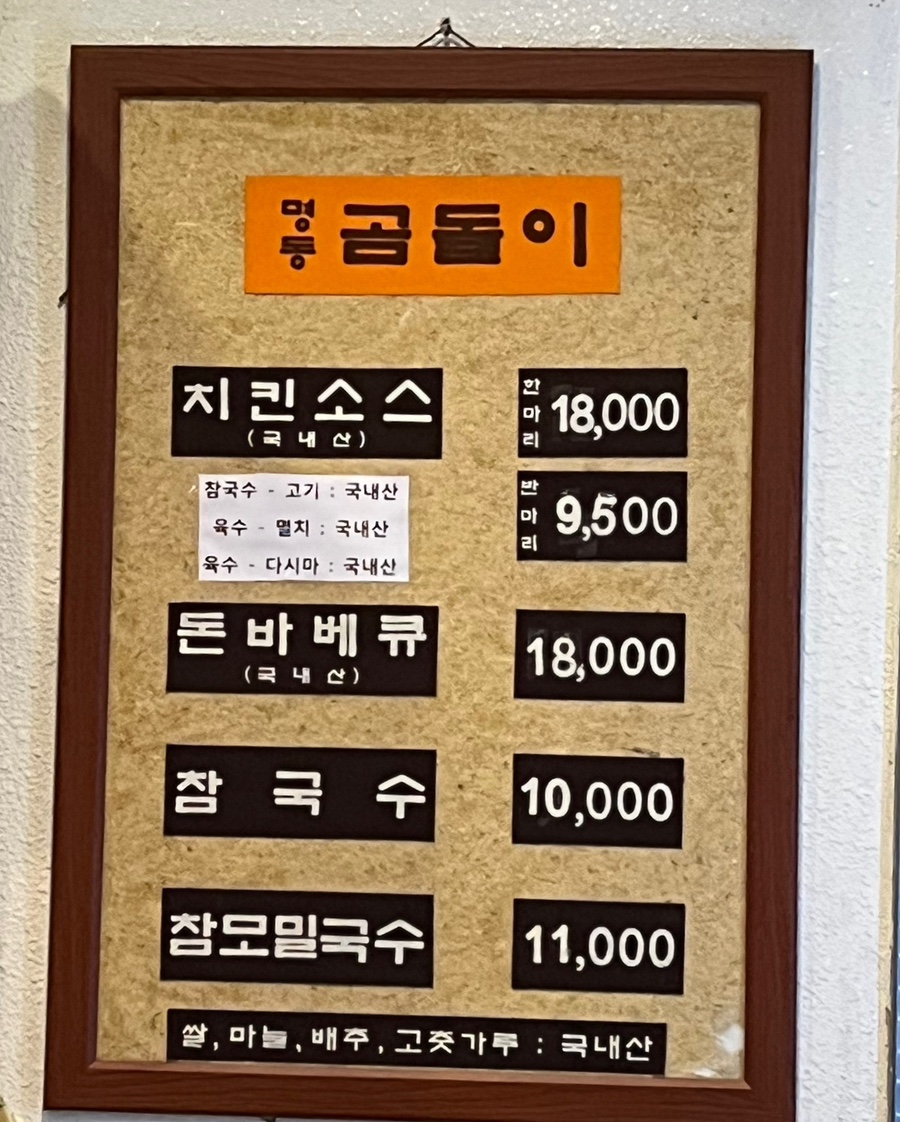 명동 곰돌이
치킨소스 한마리 18,000
(국내산)
참국수 - 고기 : 국내산 반마리 9,500
육수 - 멸치 : 국내산
육수 - 다시마 : 국내산
돈바베큐 18,000
(국내산)
참국수 10,000
참모밀국수 11,000
쌀, 마늘, 배추, 고춧가루 : 국내산